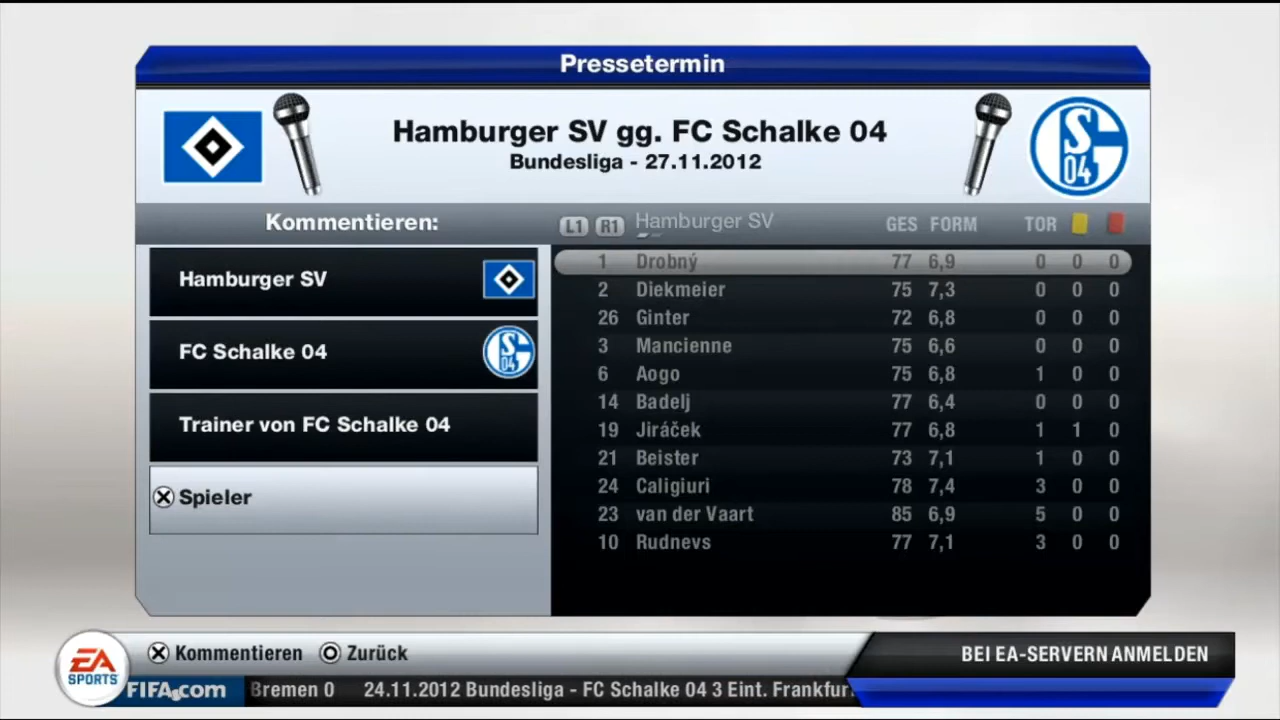 Pressetermin
Hamburger SV gg. FC Schalke 04
Bundesliga - 27.11.2012
S 04
Kommentieren:
L1 R1 Hamburger SV GES FORM TOR
Hamburger SV
FC Schalke 04
S 04
Trainer von FC Schalke 04
Spieler
1 Drobný 77 6,9 0 0 0
2 Diekmeier 75 7,3 0 0 0
26 Ginter 72 6,8 0 0 0
3 Mancienne 75 6,6 0 0 0
6 Aogo 75 6,8 1 0 0
14 Badelj 77 6,4 0 0 0
19 Jiráček 77 6,8 1 1 0
21 Beister 73 7,1 1 0 0
24 Caligiuri 78 7,4 3 0 0
23 van der Vaart 85 6,9 5 0 0
10 Rudnevs 77 7,1 3 0 0
Kommentieren Zurück
BEI EA-SERVERN ANMELDEN
EA SPORTS
FIFA.com
Bremen 0 24.11.2012 Bundesliga - FC Schalke 04 3 Eint. Frankfur